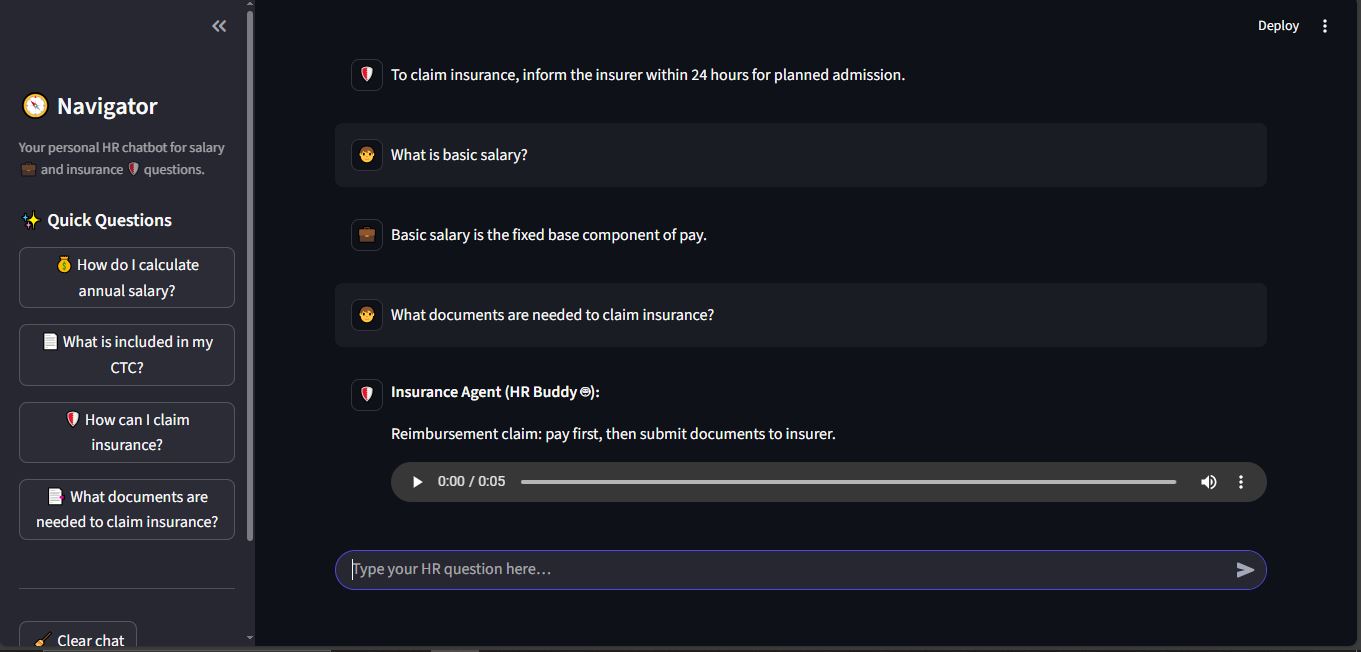 Deploy
Navigator
Your personal HR chatbot for salary
and insurance questions.
Quick Questions
How do I calculate
annual salary?
What is included in my
CTC?
How can I claim
insurance?
What documents are
needed to claim insurance?
Clear chat
To claim insurance, inform the insurer within 24 hours for planned admission.
What is basic salary?
Basic salary is the fixed base component of pay.
What documents are needed to claim insurance?
Insurance Agent (HR Buddy):
Reimbursement claim: pay first, then submit documents to insurer.
0:00 / 0:05
Type your HR question here...